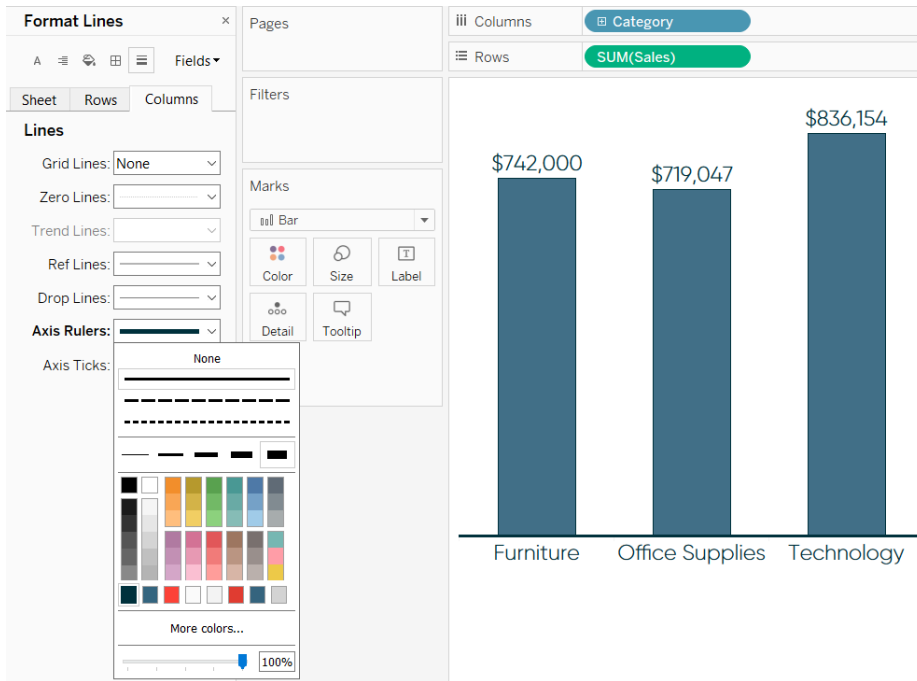 Format Lines ×
A Fields
Sheet Rows Columns
Lines
Grid Lines: None
Zero Lines:
Trend Lines:
Ref Lines:
Drop Lines:
Axis Rulers:
Axis Ticks:
None
More colors...
100%
Pages
Filters
Marks
Bar
Color Size Label
T
Detail Tooltip
Columns Category
Rows SUM(Sales)
$836,154
$742,000
$719,047
Furniture Office Supplies Technology